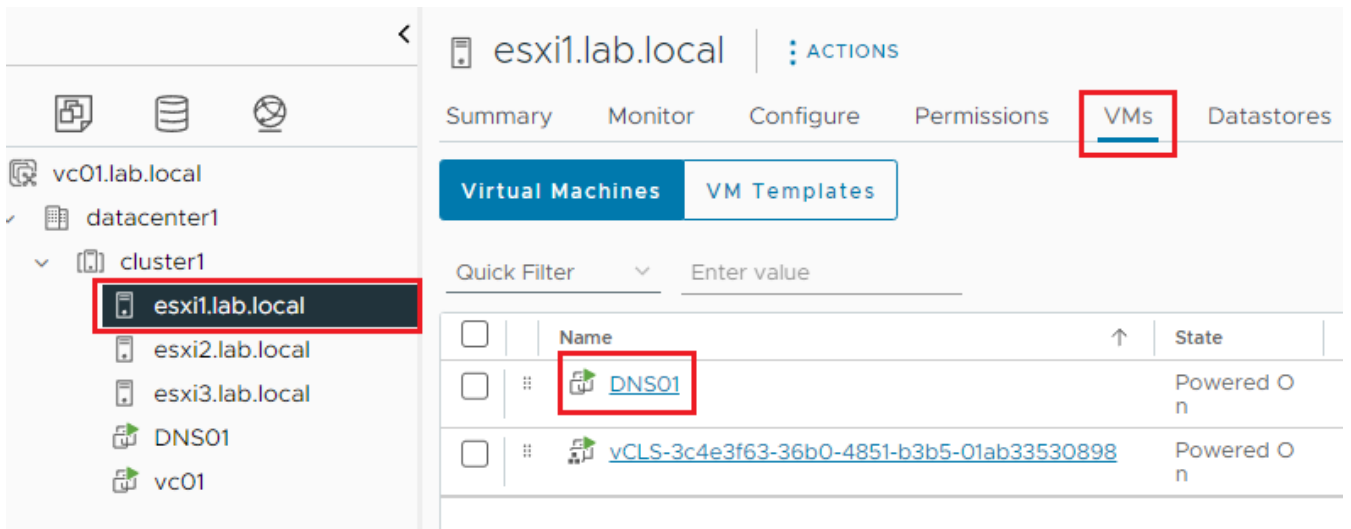 esxi1.lab.local
ACTIONS
Summary Monitor Configure Permissions VMs Datastores
vc01.lab.local
datacenter1
cluster1
esxi1.lab.local
esxi2.lab.local
esxi3.lab.local
DNS01
vc01
Virtual Machines VM Templates
Quick Filter Enter value
Name State
DNS01 Powered O
n
vCLS-3c4e3f63-36b0-4851-b3b5-01ab33530898 Powered O
n